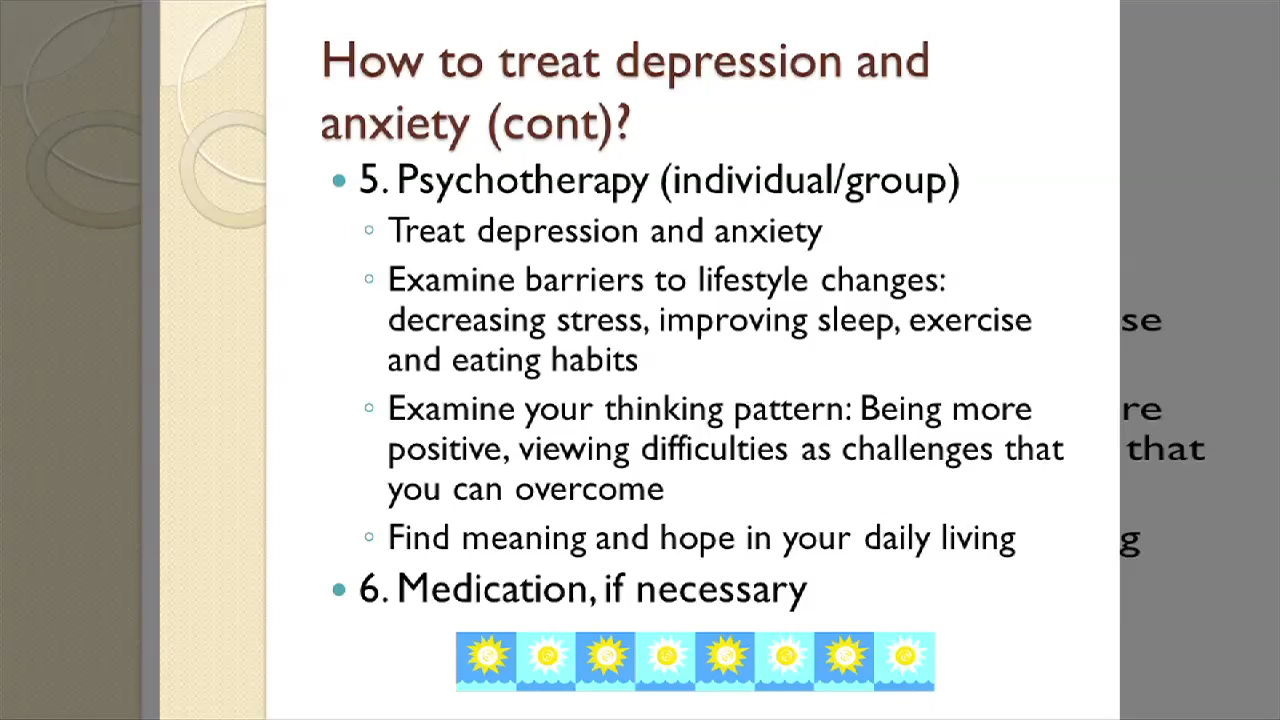 How to treat depression and
anxiety (cont)?
• 5. Psychotherapy (individual/group)
◦ Treat depression and anxiety
◦ Examine barriers to lifestyle changes:
decreasing stress, improving sleep, exercise
and eating habits
◦ Examine your thinking pattern: Being more
positive, viewing difficulties as challenges that
you can overcome
◦ Find meaning and hope in your daily living
• 6. Medication, if necessary